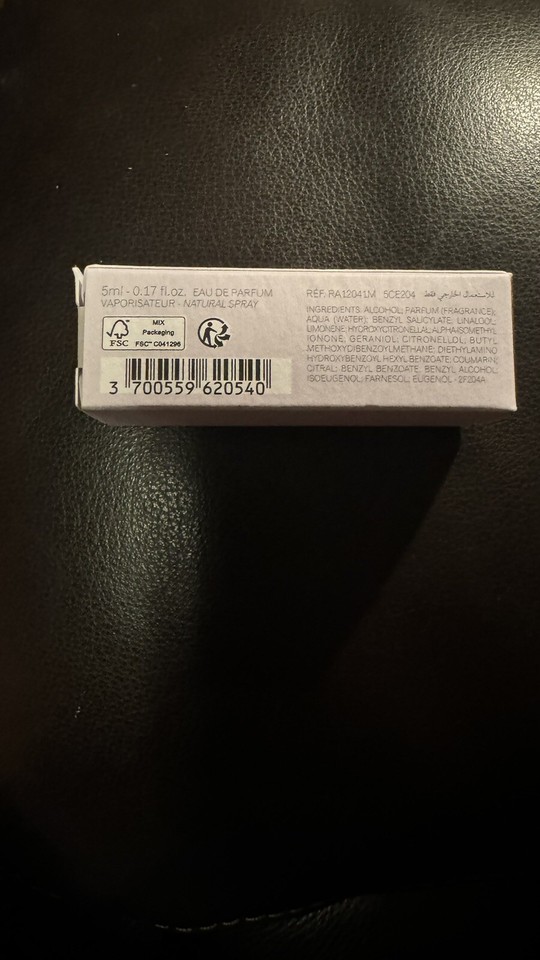 5ml - 0.17 fl.oz. EAU DE PARFUM
VAPORISATEUR - NATURAL SPRAY
FSC
MIX
Packaging
FSC™ C041296
3 700559 620540
RÉF. RA12041M 5CE204 للاستعمال الخارجي فقط
INGREDIENTS: ALCOHOL; PARFUM (FRAGRANCE);
AQUA (WATER); BENZYL SALICYLATE; LINALOOL;
LIMONENE; HYDROXYCITRONELLAL; ALPHA-ISOMETHYL
IONONE; GERANIOL; CITRONELLOL; BUTYL
METHOXYDIBENZOYLMETHANE; DIETHYLAMINO
HYDROXYBENZOYL HEXYL BENZOATE; COUMARINE;
CITRAL; BENZYL BENZOATE; BENZYL ALCOHOL;
ISOEUGENOL; FARNESOL; EUGENOL - 2F204A